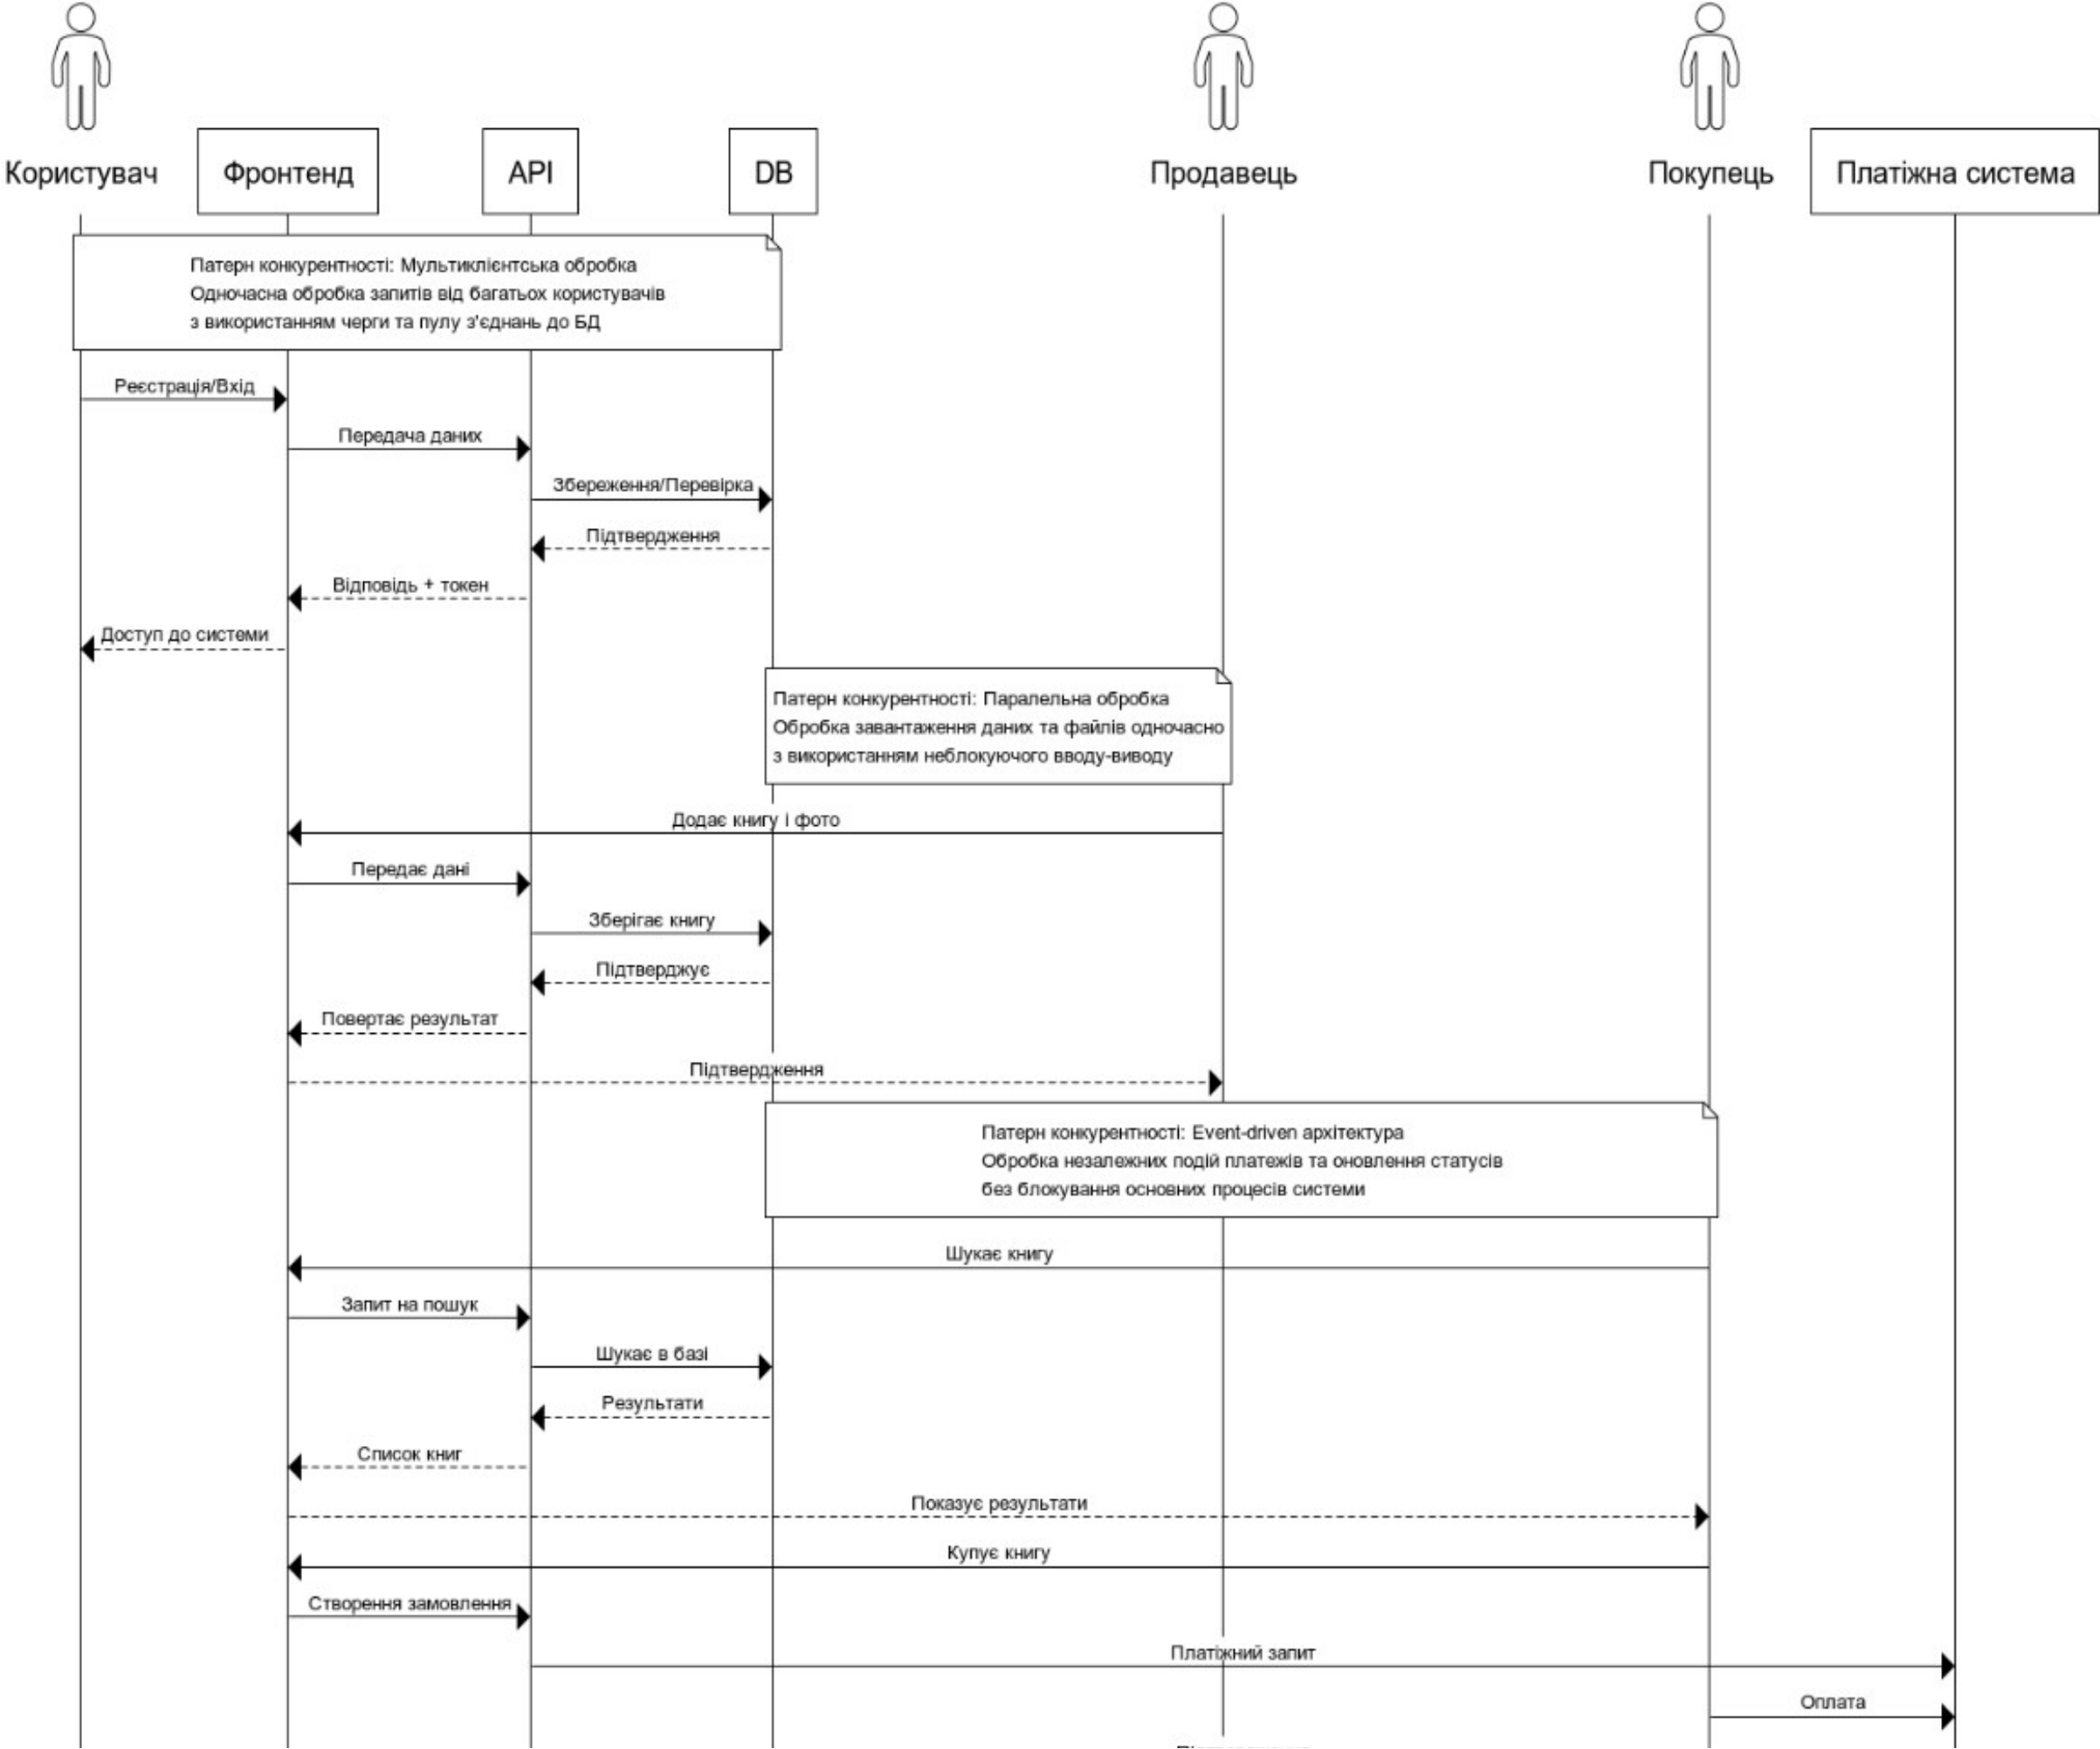 Користувач
Фронтенд
API
DB
Продавець
Покупець
Платіжна система
Патерн конкурентності: Мультиклієнтська обробка
Одночасна обробка запитів від багатьох користувачів
з використанням черги та пулу з'єднань до БД
Реєстрація/Вхід
Передача даних
Збереження/Перевірка
Підтвердження
Відповідь + токен
Доступ до системи
Патерн конкурентності: Паралельна обробка
Обробка завантаження даних та файлів одночасно
з використанням неблокуючого вводу-виводу
Додає книгу і фото
Передає дані
Зберігає книгу
Підтверджує
Повертає результат
Підтвердження
Патерн конкурентності: Event-driven архітектура
Обробка незалежних подій платежів та оновлення статусів
без блокування основних процесів системи
Шукає книгу
Запит на пошук
Шукає в базі
Результати
Список книг
Показує результати
Купує книгу
Створення замовлення
Платіжний запит
Оплата